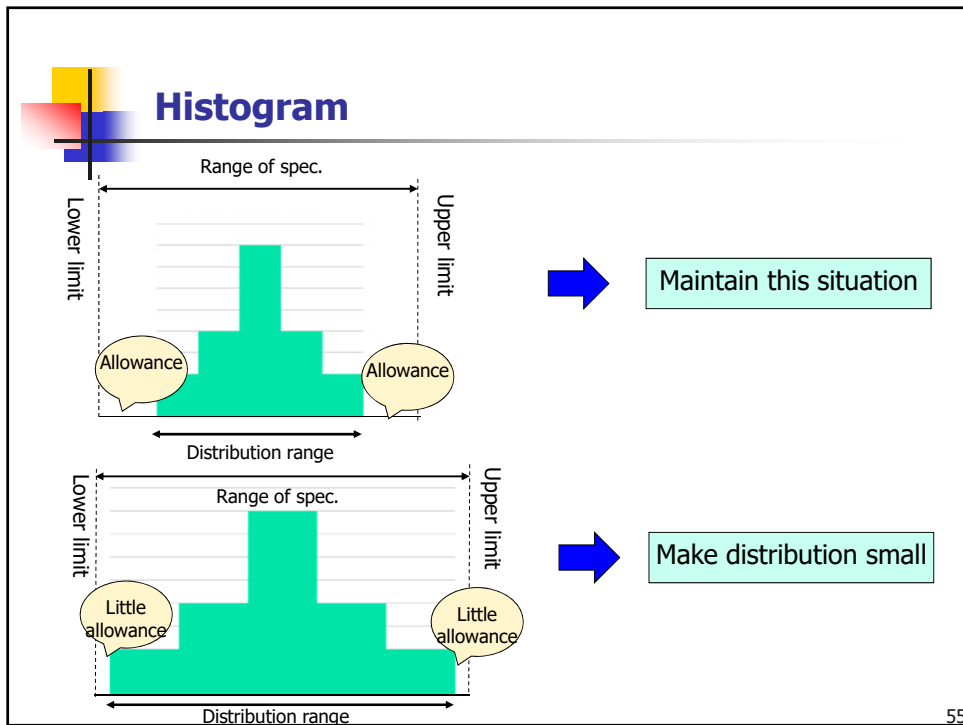 Histogram
Range of spec.
Lower limit
Upper limit
Maintain this situation
Allowance
Allowance
Distribution range
Lower limit
Range of spec.
Upper limit
Make distribution small
Little
allowance
Little
allowance
Distribution range
55